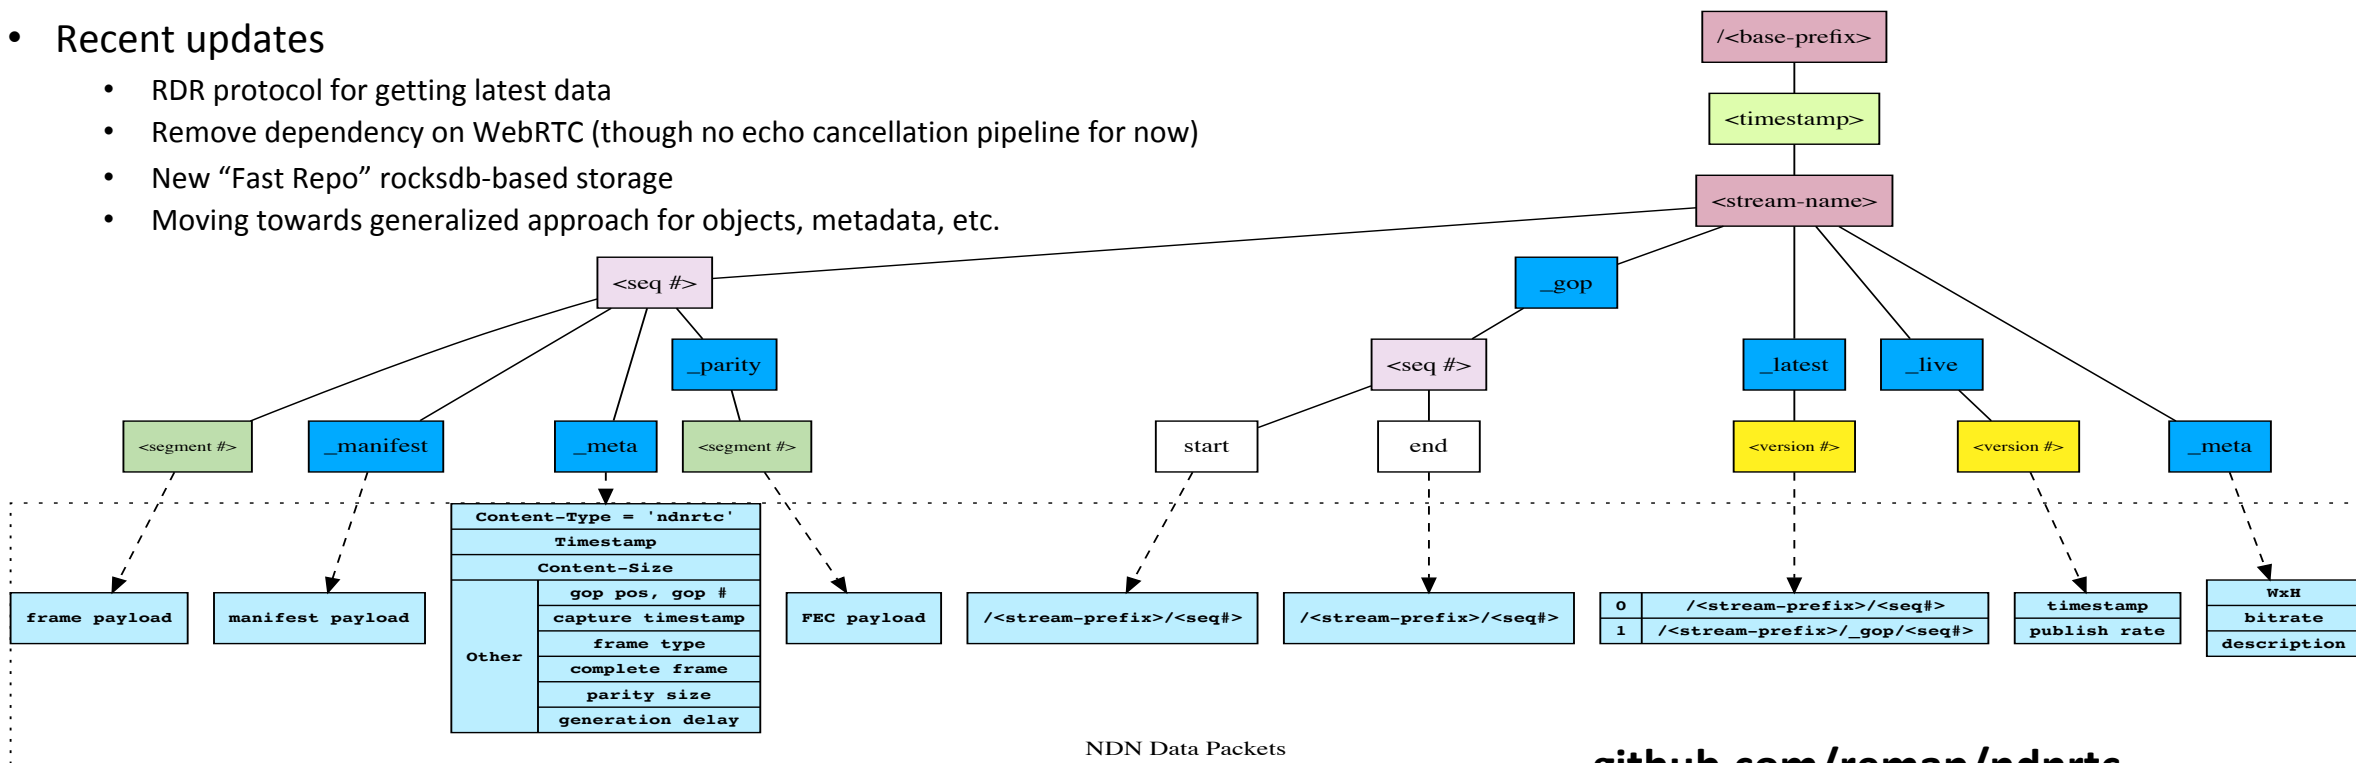 • Recent updates
• RDR protocol for getting latest data
• Remove dependency on WebRTC (though no echo cancellation pipeline for now)
• New “Fast Repo” rocksdb-based storage
• Moving towards generalized approach for objects, metadata, etc.
/<base-prefix>
<timestamp>
<stream-name>
<seq #>
_gop
_parity
<seq #>
_latest
_live
<segment #>
_manifest
_meta
<segment #>
start
end
<version #>
<version #>
_meta
frame payload
manifest payload
Content-Type = 'ndnrtc'
Timestamp
Content-Size
Other
gop pos, gop #
capture timestamp
frame type
complete frame
parity size
generation delay
FEC payload
/<stream-prefix>/<seq#>
/<stream-prefix>/<seq#>
0 /<stream-prefix>/<seq#>
1 /<stream-prefix>/_gop/<seq#>
timestamp
publish rate
WxH
bitrate
description
NDN Data Packets
github.com/remap/ndnrtc